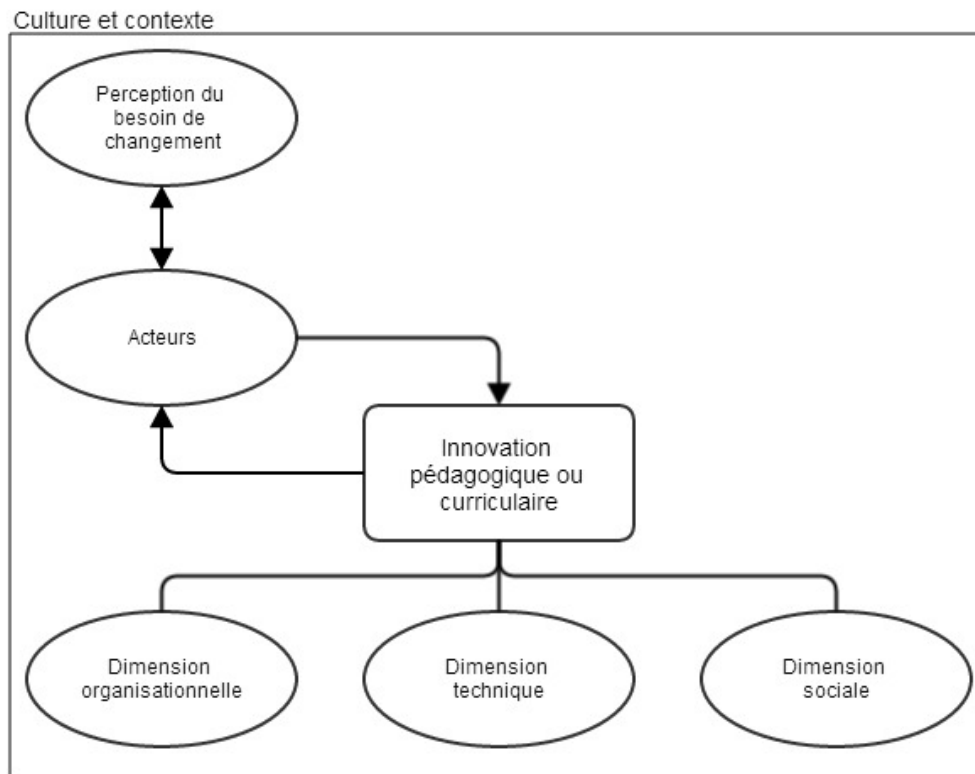 Culture et contexte
Perception du
besoin de
changement
Acteurs
Innovation
pédagogique ou
curriculaire
Dimension
organisationnelle
Dimension
technique
Dimension
sociale